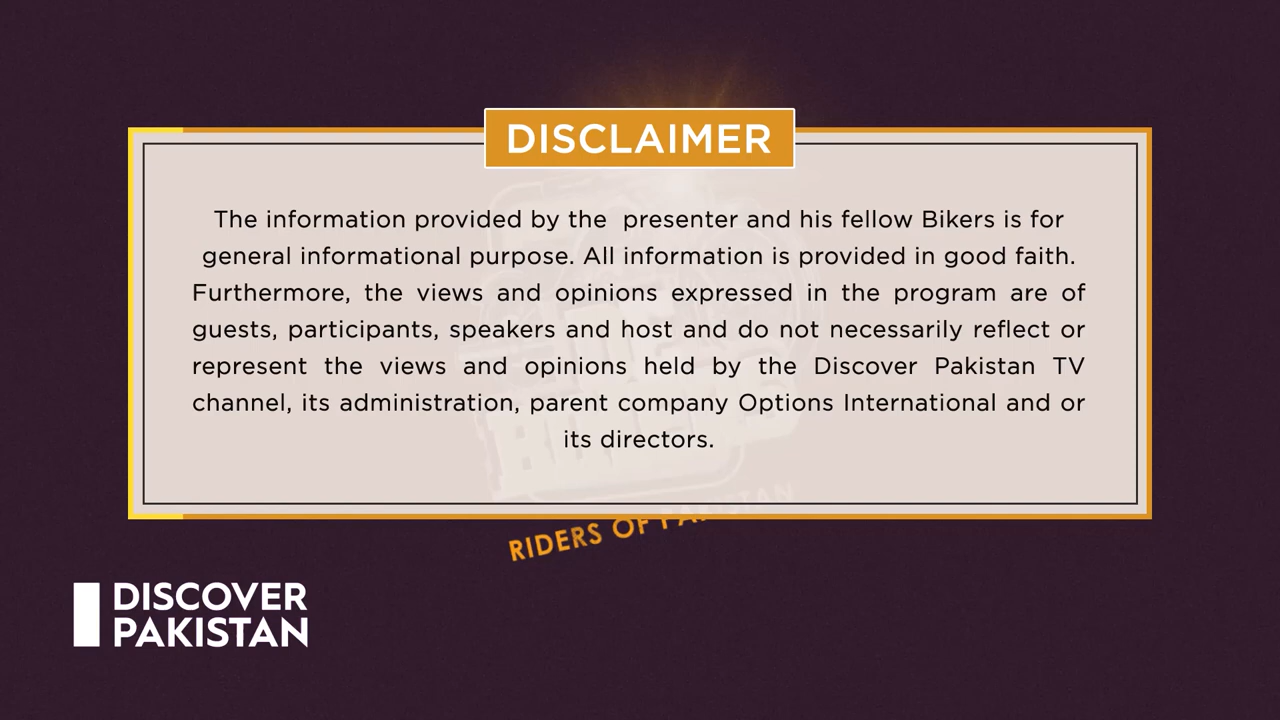 DISCLAIMER
The information provided by the  presenter and his fellow Bikers is for
general informational purpose. All information is provided in good faith.
Furthermore, the views and opinions expressed in the program are of
guests, participants, speakers and host and do not necessarily reflect or
represent the views and opinions held by the Discover Pakistan TV
channel, its administration, parent company Options International and or
its directors.
RIDERS OF PAKISTAN
DISCOVER
PAKISTAN